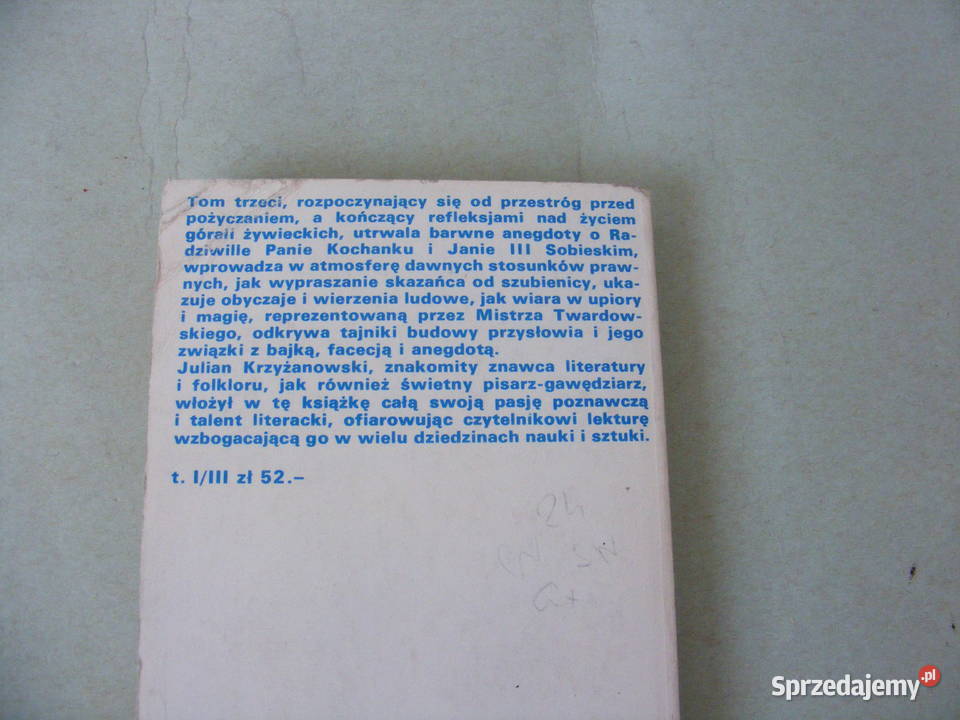 Tom trzeci, rozpoczynający się od przestróg przed
pożyczaniem, a kończący refleksjami nad życiem
górali żywieckich, utrwala barwne anegdoty o Ra-
dziwille Panie Kochanku i Janie III Sobieskim,
wprowadza w atmosferę dawnych stosunków praw-
nych, jak wypraszanie skazańca od szubienicy, uka-
zuje obyczaje i wierzenia ludowe, jak wiara w upiory
i magię, reprezentowaną przez Mistrza Twardow-
skiego, odkrywa tajniki budowy przysłowia i jego
związki z bajką, facecją i anegdotą.
Julian Krzyżanowski, znakomity znawca literatury
i folkloru, jak również świetny pisarz-gawędziarz,
włożył w tę książkę całą swoją pasję poznawczą
i talent literacki, ofiarowując czytelnikowi lekturę
wzbogacającą go w wielu dziedzinach nauki i sztuki.
t. I/III zł 52.–
Sprzedajemy.pl